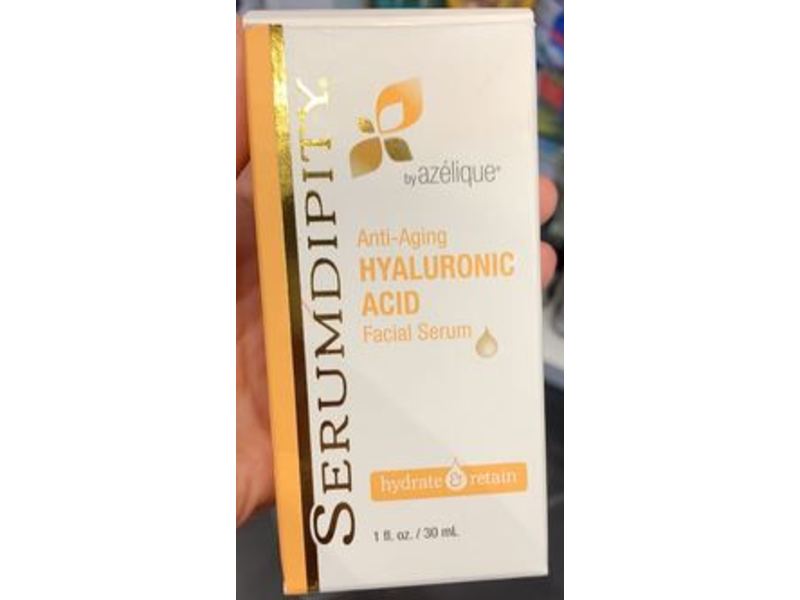 SERUMDIPITY.
by azélique®
Anti-Aging
HYALURONIC
ACID
Facial Serum
hydrate & retain
1 fl. oz. / 30 mL